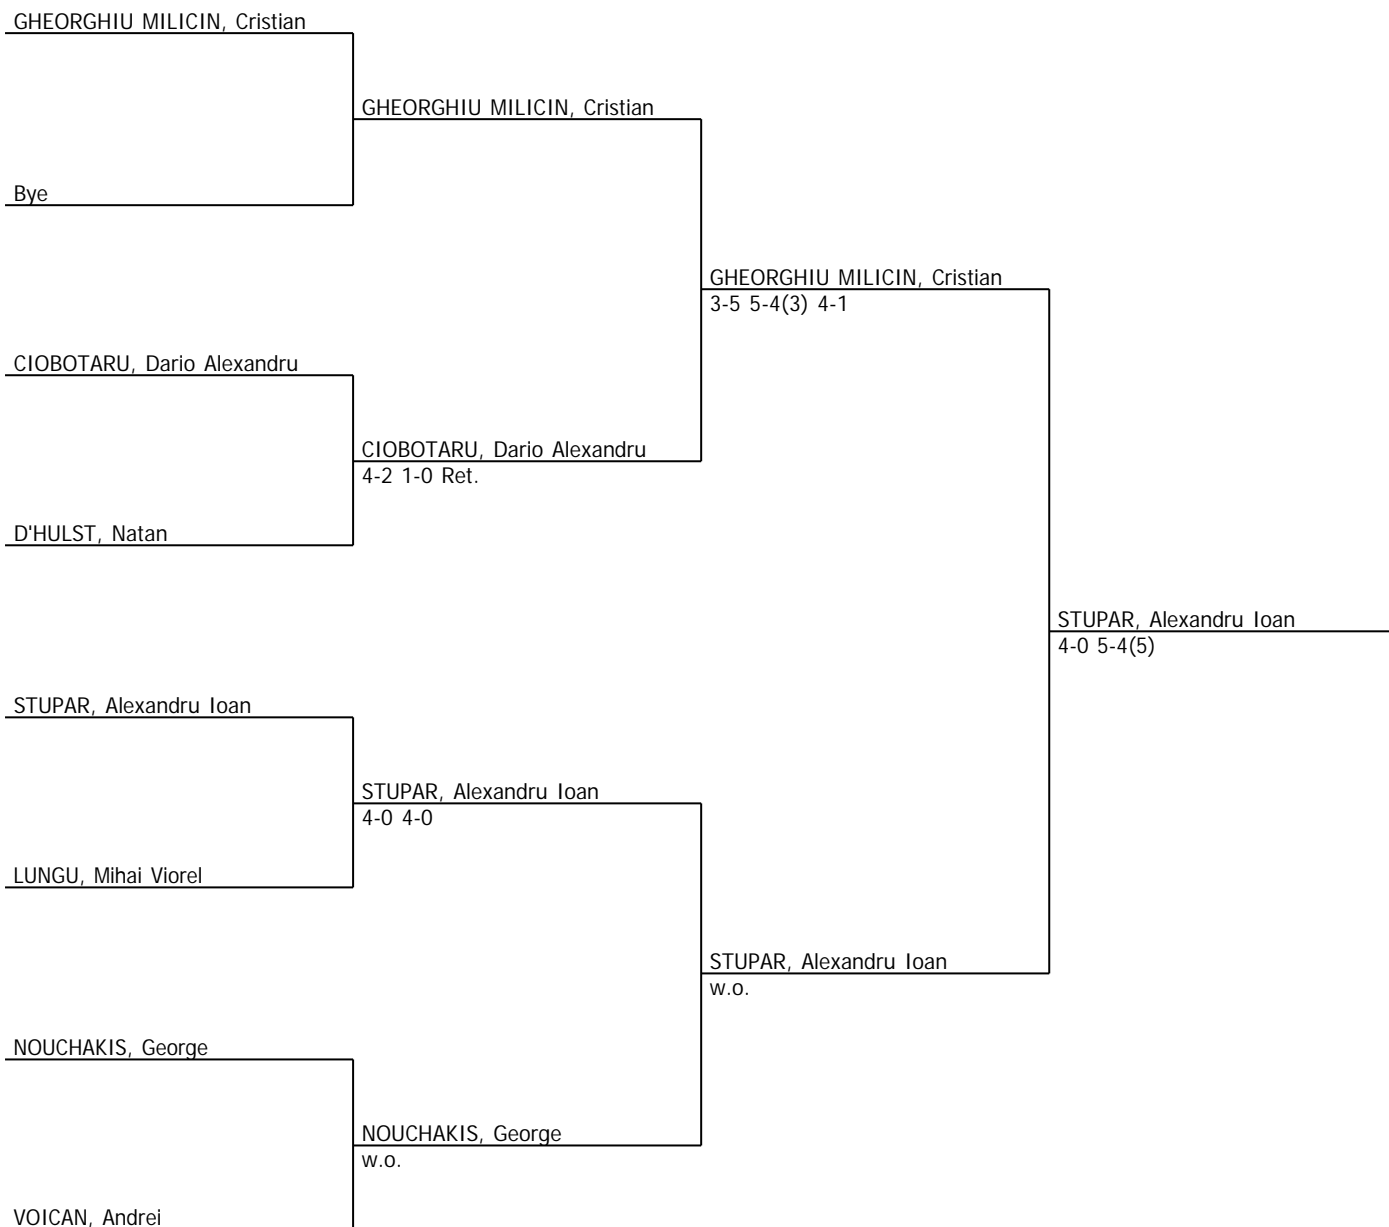 GHEORGHIU MILICIN, Cristian
GHEORGHIU MILICIN, Cristian
Bye
GHEORGHIU MILICIN, Cristian
3-5 5-4(3) 4-1
CIOBOTARU, Dario Alexandru
CIOBOTARU, Dario Alexandru
4-2 1-0 Ret.
D'HULST, Natan
STUPAR, Alexandru Ioan
4-0 5-4(5)
STUPAR, Alexandru Ioan
STUPAR, Alexandru Ioan
4-0 4-0
LUNGU, Mihai Viorel
STUPAR, Alexandru Ioan
w.o.
NOUCHAKIS, George
NOUCHAKIS, George
w.o.
VOICAN, Andrei